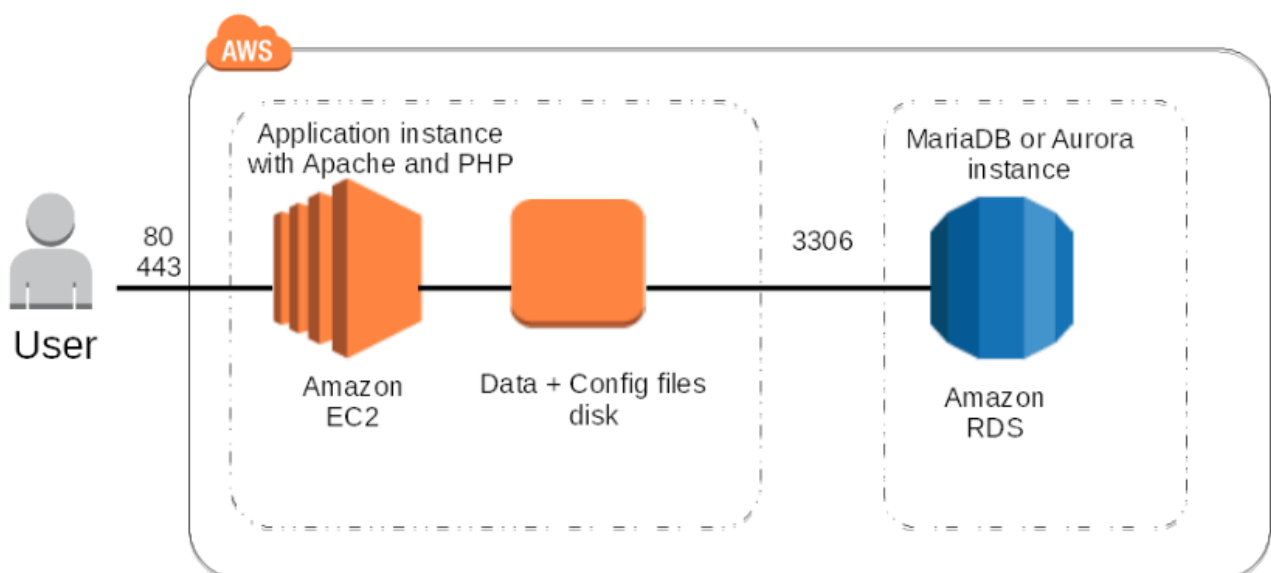 AWS
Application instance
with Apache and PHP
MariaDB or Aurora
instance
80
443
3306
User
Amazon
EC2
Data + Config files
disk
Amazon
RDS